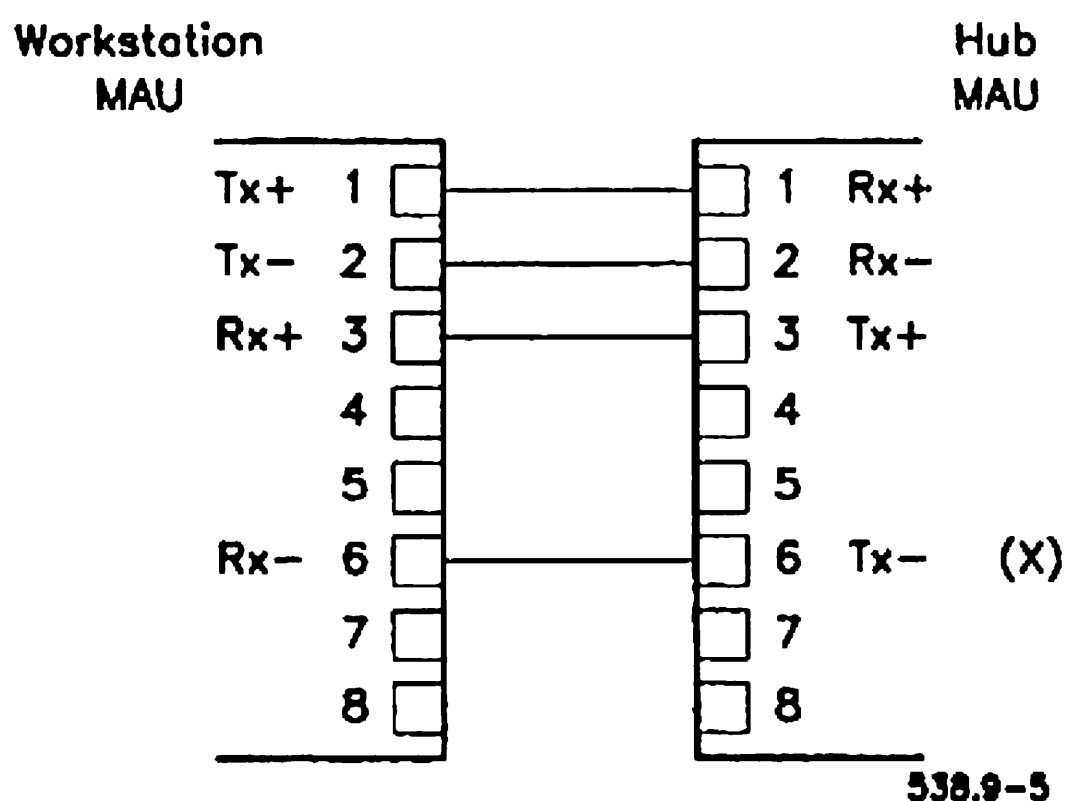 Workstation Hub
MAU MAU
Tx+ 1 1 Rx+
Tx- 2 2 Rx-
Rx+ 3 3 Tx+
4 4
5 5
Rx- 6 6 Tx- (X)
7 7
8 8
538.9-5